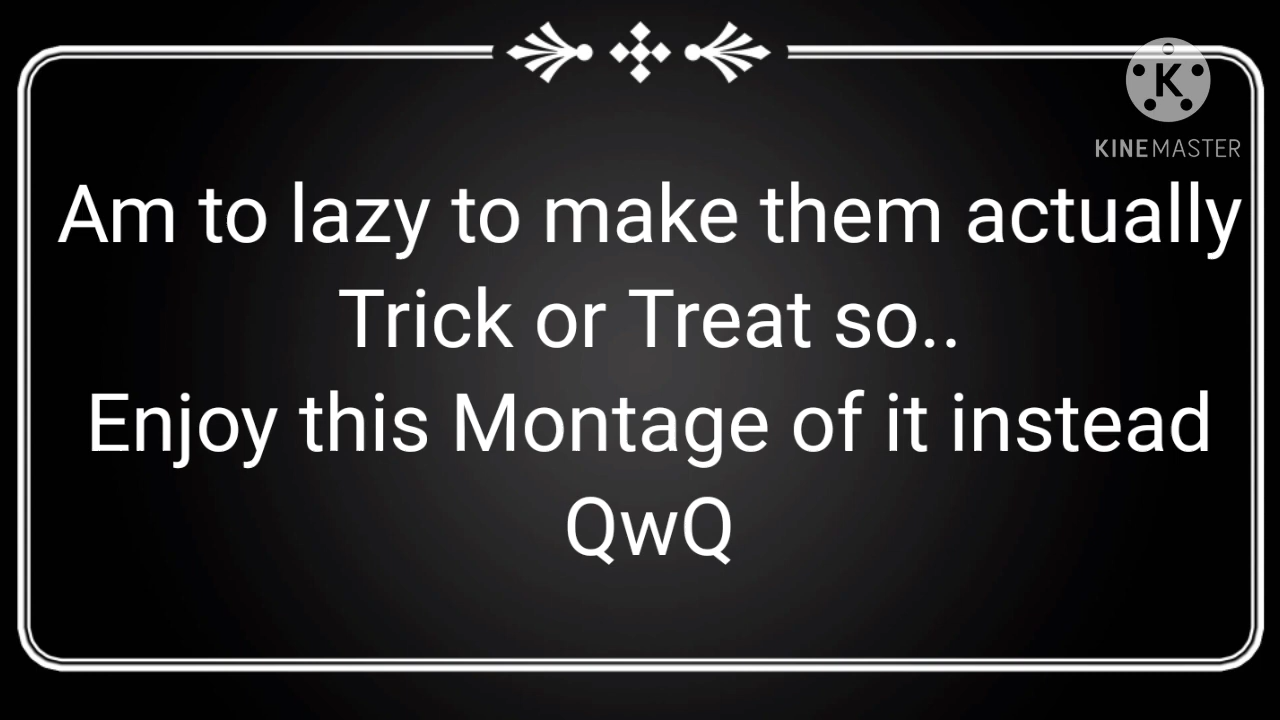 K
KINEMASTER
Am to lazy to make them actually
Trick or Treat so..
Enjoy this Montage of it instead
QwQ